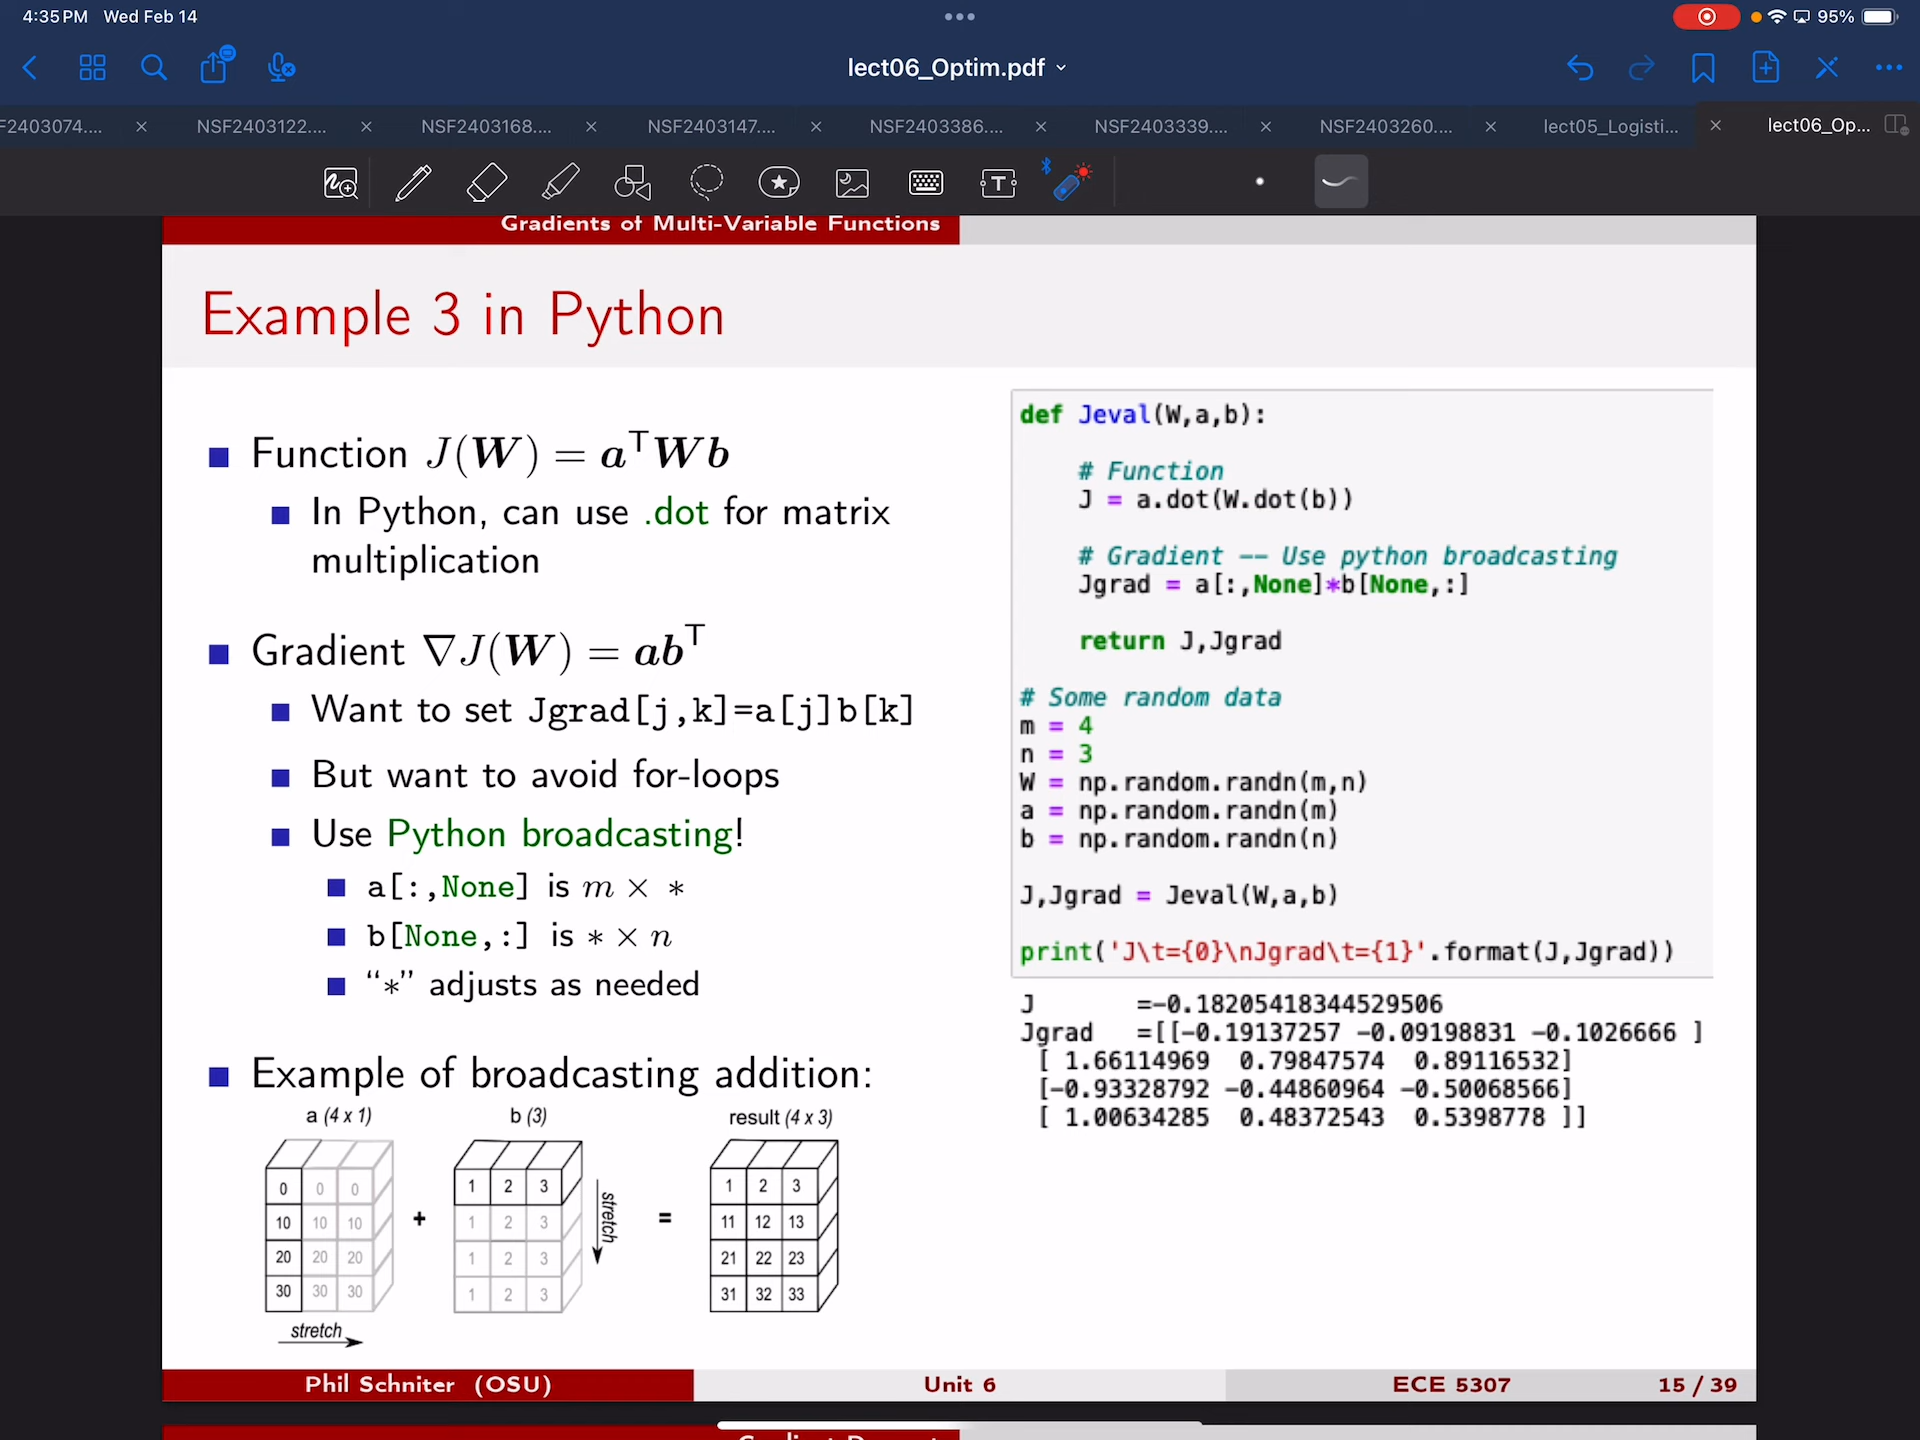 4:35 PM Wed Feb 14
95%
lect06_Optim.pdf
F2403074....
NSF2403122....
NSF2403168....
NSF2403147....
NSF2403386....
NSF2403339....
NSF2403260....
lect05_Logisti...
lect06_Op...
Gradients of Multi-Variable Functions
Example 3 in Python
Function J(W) = a⊤Wb
In Python, can use .dot for matrix
multiplication
Gradient ∇J(W) = ab⊤
Want to set Jgrad[j,k]=a[j]b[k]
But want to avoid for-loops
Use Python broadcasting!
a[:,None] is m × ∗
b[None,:] is ∗ × n
“∗” adjusts as needed
Example of broadcasting addition:
a (4 x 1) b (3) result (4 x 3)
0 0 0 1 2 3 1 2 3
10 10 10 + 1 2 3 = 11 12 13
20 20 20 1 2 3 21 22 23
30 30 30 1 2 3 31 32 33
stretch
stretch
def Jeval(W,a,b):
# Function
J = a.dot(W.dot(b))
# Gradient -- Use python broadcasting
Jgrad = a[:,None]*b[None,:]
return J,Jgrad
# Some random data
m = 4
n = 3
W = np.random.randn(m,n)
a = np.random.randn(m)
b = np.random.randn(n)
J,Jgrad = Jeval(W,a,b)
print('J\t={0}\nJgrad\t={1}'.format(J,Jgrad))
J =-0.18205418344529506
Jgrad =[[-0.19137257 -0.09198831 -0.1026666 ]
[ 1.66114969 0.79847574 0.89116532]
[-0.93328792 -0.44860964 -0.50068566]
[ 1.00634285 0.48372543 0.5398778 ]]
Phil Schniter (OSU) Unit 6 ECE 5307 15 / 39